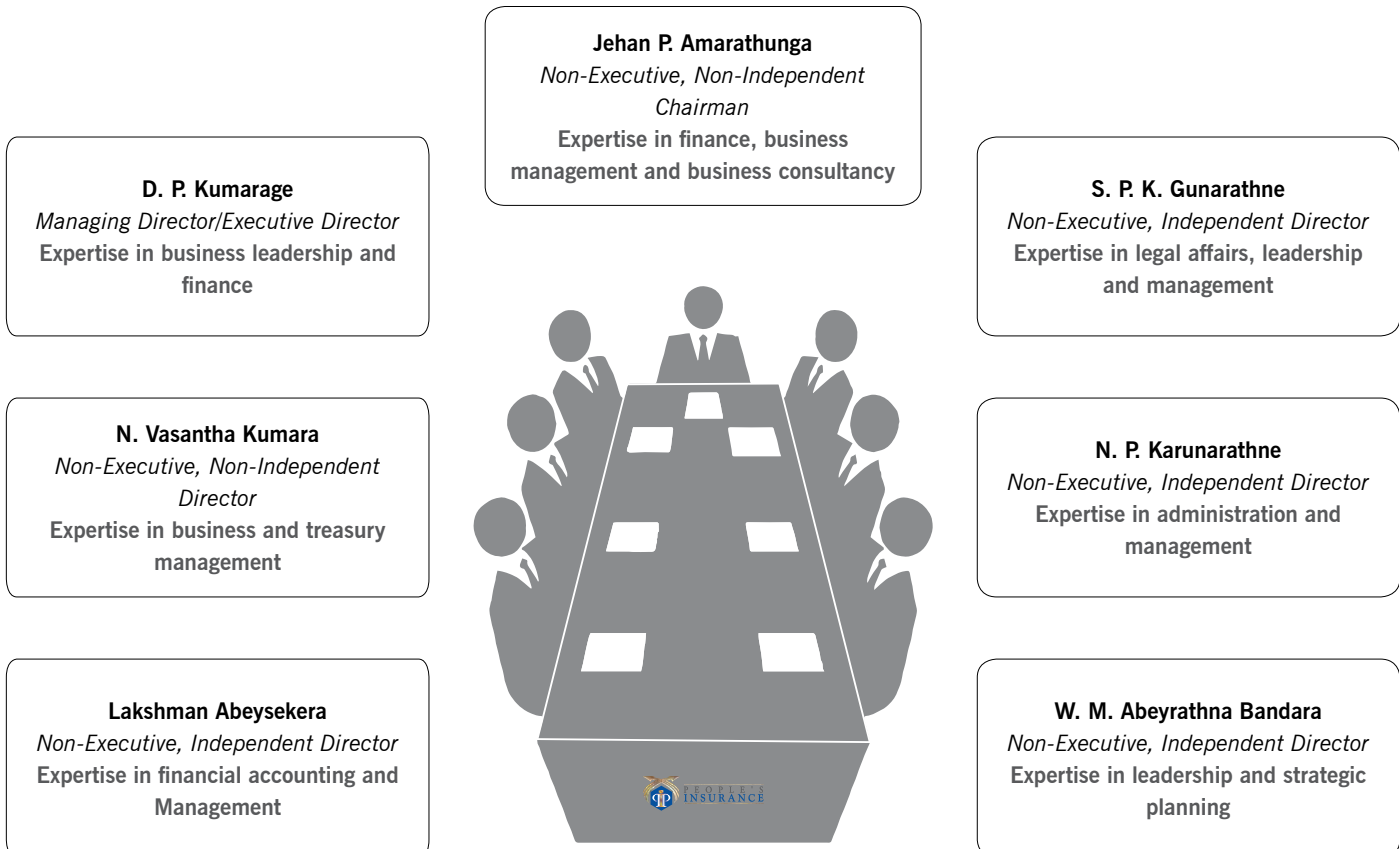 Jehan P. Amarathunga
Non-Executive, Non-Independent
Chairman
Expertise in finance, business
management and business consultancy
D. P. Kumarage
Managing Director/Executive Director
Expertise in business leadership and
finance
S. P. K. Gunarathne
Non-Executive, Independent Director
Expertise in legal affairs, leadership
and management
N. Vasantha Kumara
Non-Executive, Non-Independent
Director
Expertise in business and treasury
management
N. P. Karunarathne
Non-Executive, Independent Director
Expertise in administration and
management
Lakshman Abeysekera
Non-Executive, Independent Director
Expertise in financial accounting and
Management
W. M. Abeyrathna Bandara
Non-Executive, Independent Director
Expertise in leadership and strategic
planning
PEOPLE'S
INSURANCE